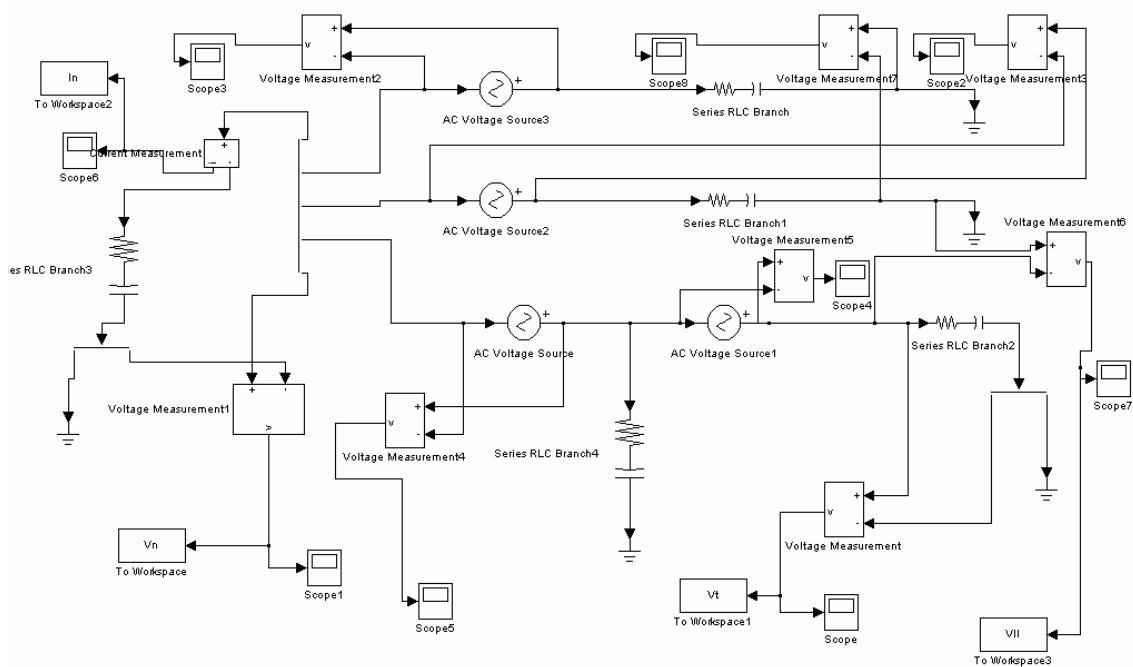 +
v
-
Voltage Measurement2
Scope3
In
To Workspace2
+
AC Voltage Source3
Scope8
+
v
-
Voltage Measurement7
Scope2
+
v
-
Voltage Measurement3
Series RLC Branch
Scope6
Current Measurement
+
i
-
+
AC Voltage Source2
Series RLC Branch1
Voltage Measurement6
+
v
-
Voltage Measurement5
+
v
-
Scope4
ies RLC Branch3
+
AC Voltage Source
+
AC Voltage Source1
Series RLC Branch2
Scope7
Voltage Measurement1
+
-
v
+
v
-
Voltage Measurement4
Series RLC Branch4
+
v
-
Voltage Measurement
Vn
To Workspace
Scope1
Scope5
Vt
To Workspace1
Scope
Vll
To Workspace3